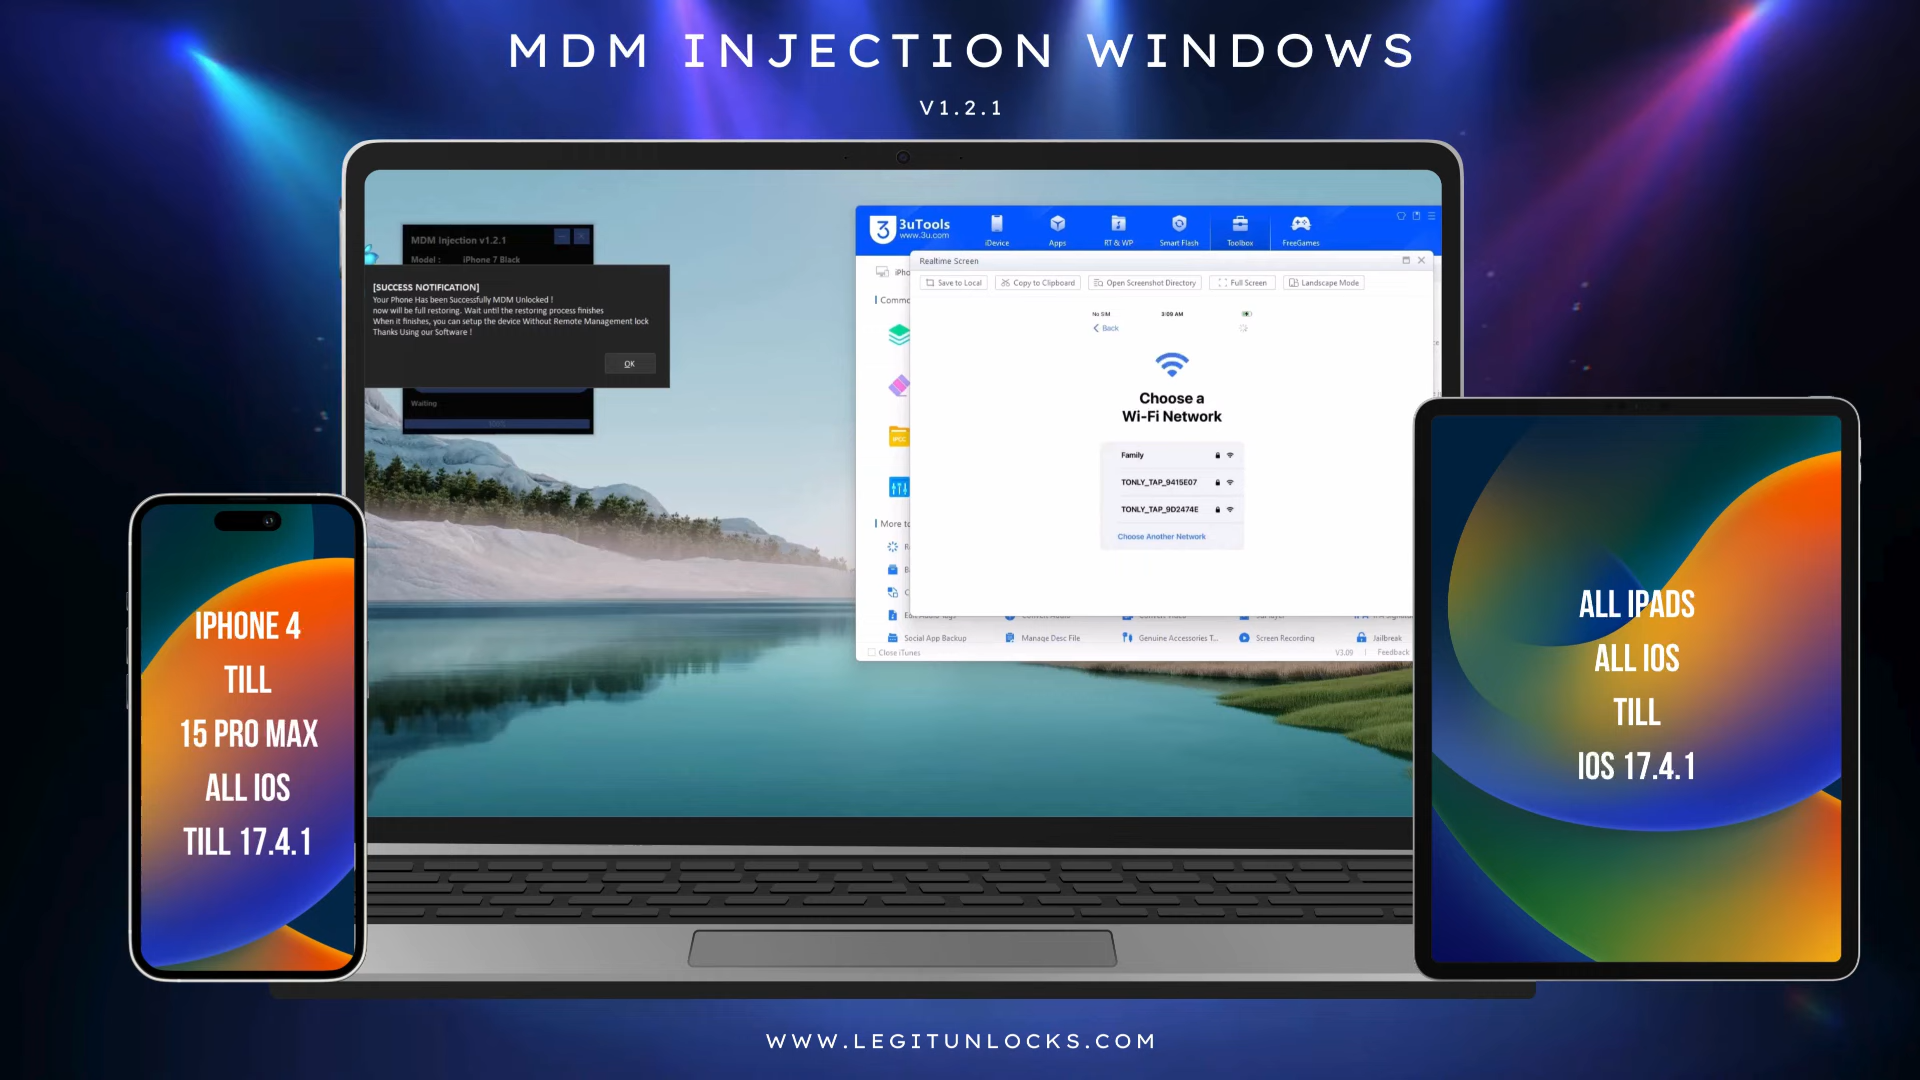 MDM INJECTION WINDOWS
V1.2.1
MDM Injection v1.2.1
Model : iPhone 7 Black
[SUCCESS NOTIFICATION]
Your Phone Has been Successfully MDM Unlocked !
now will be full restoring. Wait until the restoring process finishes
When it finishes, you can setup the device Without Remote Management lock
Thanks Using our Software !
OK
Waiting
3uTools
www.3u.com
iDevice
Apps
RT & WP
Smart Flash
Toolbox
FreeGames
Realtime Screen
Save to Local
Copy to Clipboard
Open Screenshot Directory
Full Screen
Landscape Mode
No SIM
3:09 AM
Back
Choose a
Wi-Fi Network
Family
TONLY_TAP_9415E07
TONLY_TAP_9D2474E
Choose Another Network
Social App Backup
Manage Desc File
Genuine Accessories T...
Screen Recording
Jailbreak
Close iTunes
V3.09
Feedback
IPHONE 4
TILL
15 PRO MAX
ALL IOS
TILL 17.4.1
ALL IPADS
ALL IOS
TILL
IOS 17.4.1
WWW.LEGITUNLOCKS.COM